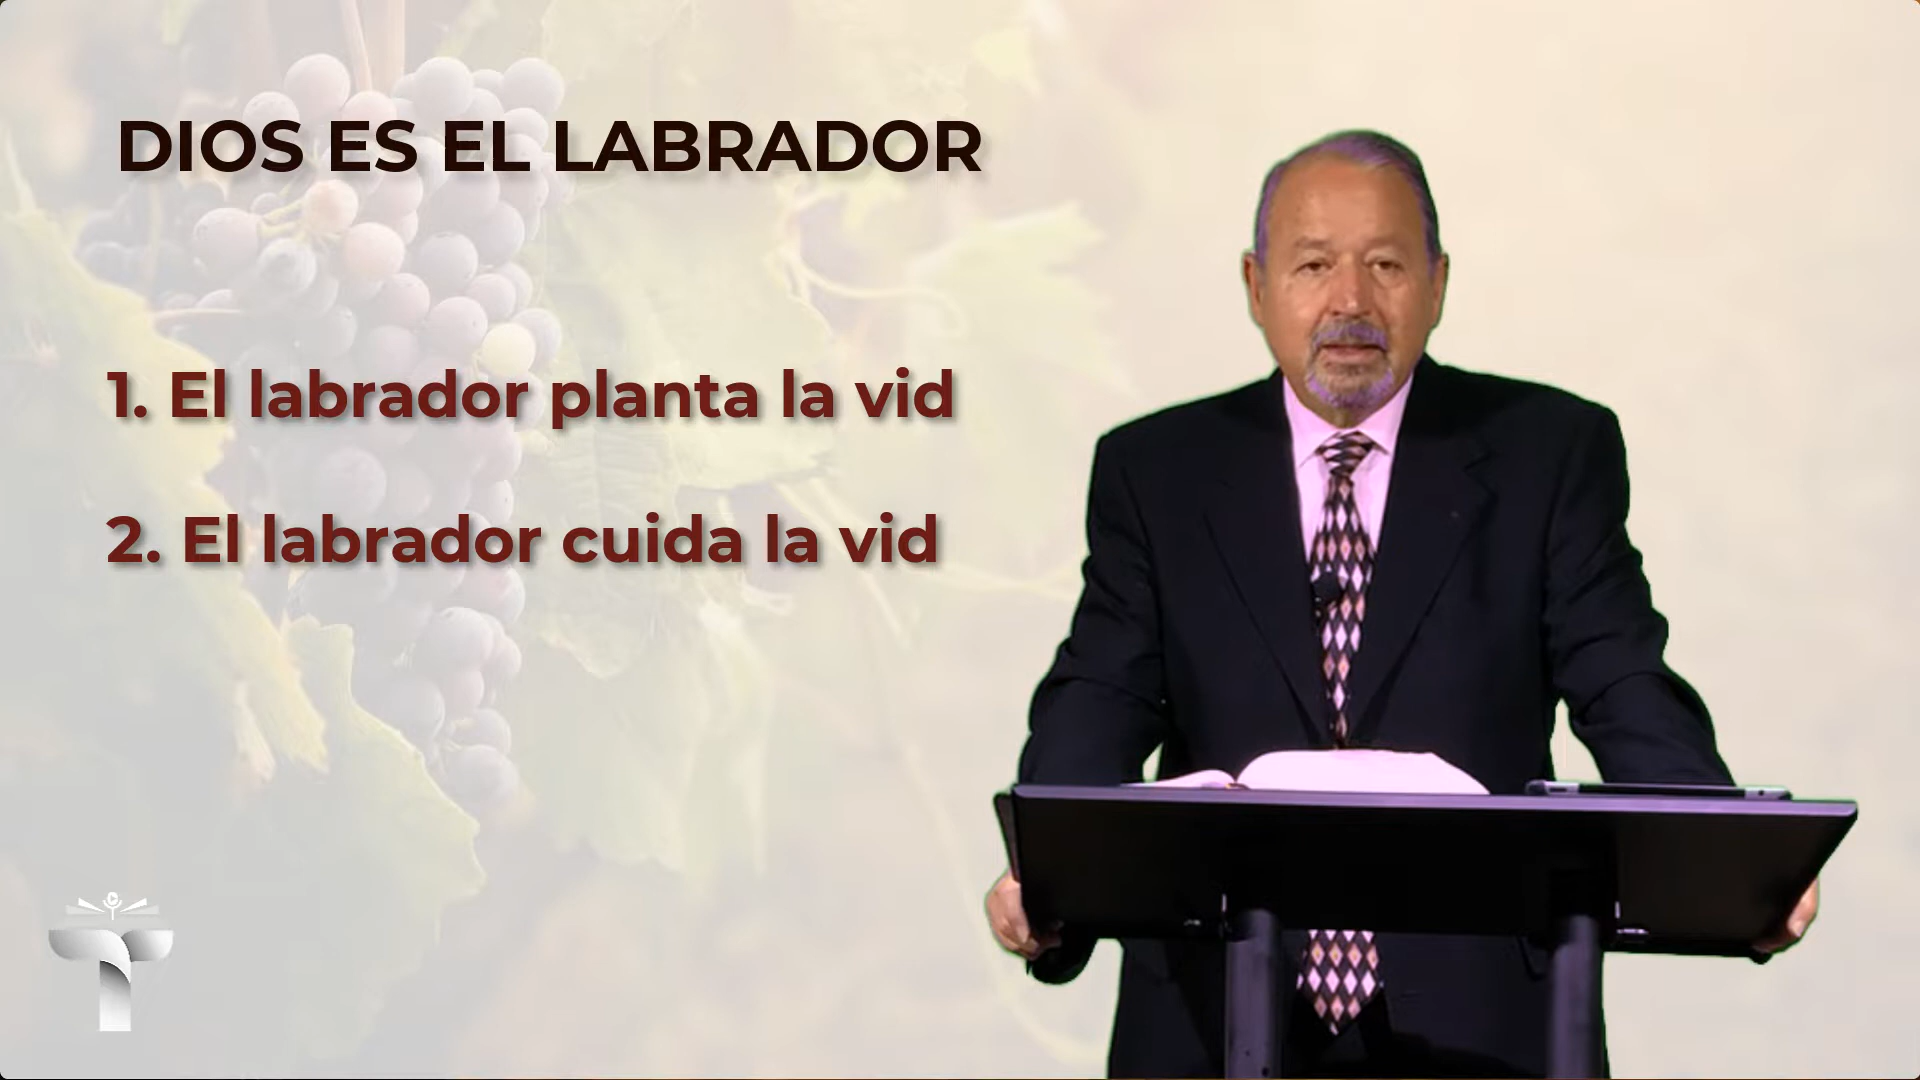 DIOS ES EL LABRADOR
1. El labrador planta la vid
2. El labrador cuida la vid